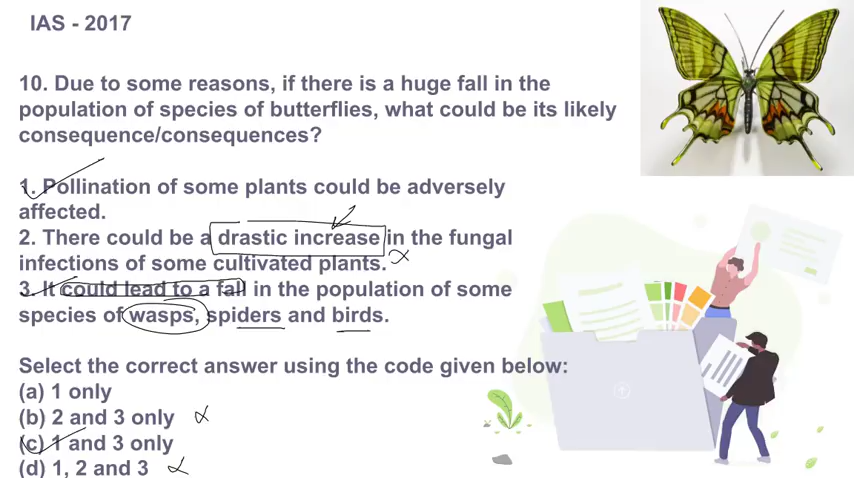 IAS - 2017
10. Due to some reasons, if there is a huge fall in the
population of species of butterflies, what could be its likely
consequence/consequences?
1. Pollination of some plants could be adversely
affected.
2. There could be a drastic increase in the fungal
infections of some cultivated plants.
3. It could lead to a fall in the population of some
species of wasps, spiders and birds.
Select the correct answer using the code given below:
(a) 1 only
(b) 2 and 3 only
(c) 1 and 3 only
(d) 1, 2 and 3